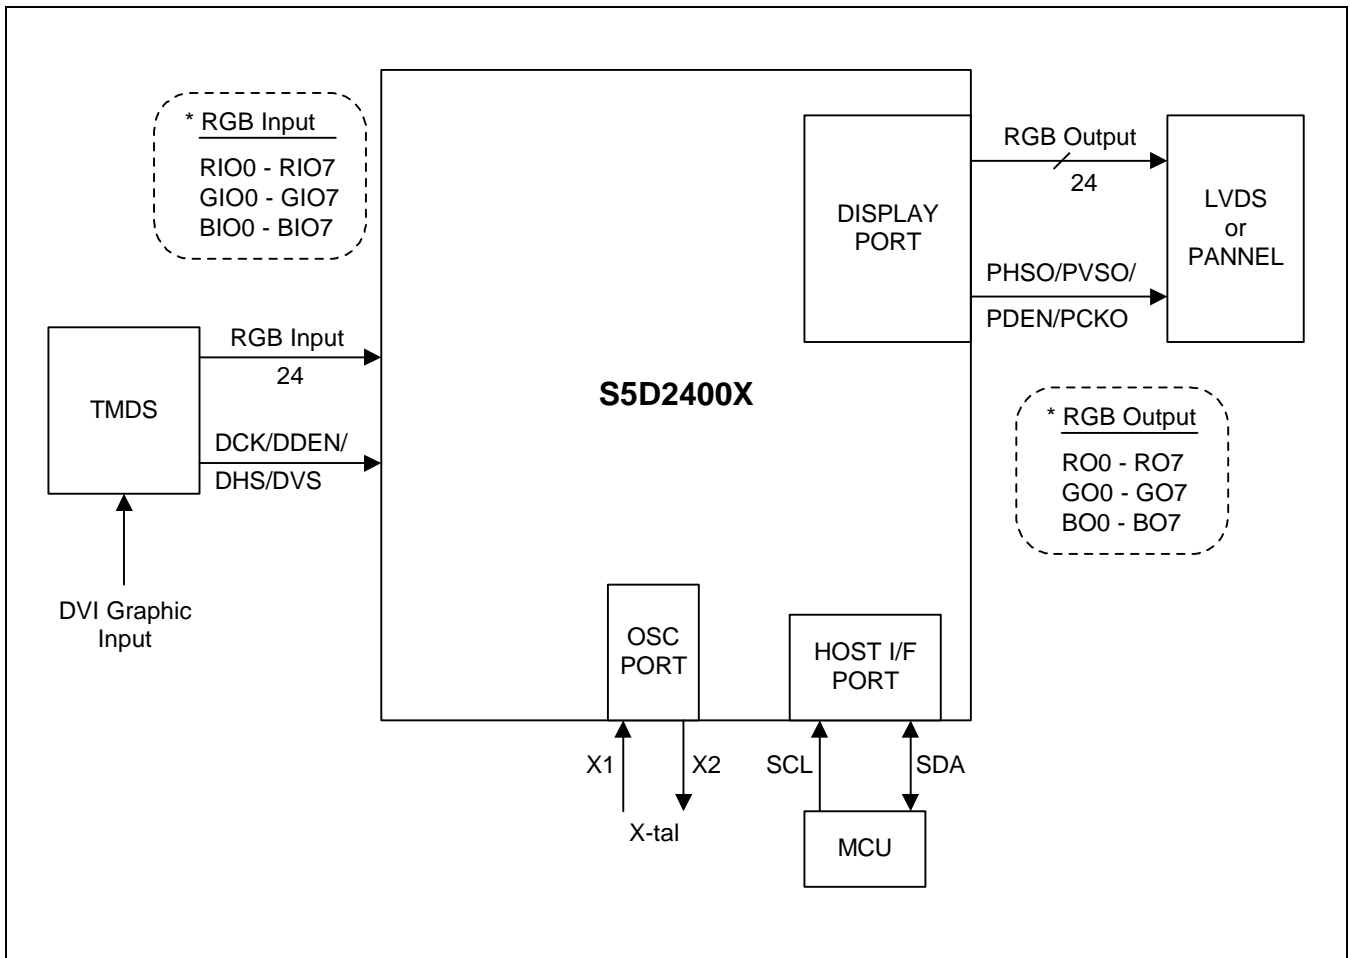 * RGB Input
RIO0 - RIO7
GIO0 - GIO7
BIO0 - BIO7
RGB Input
24
TMDS
DCK/DDEN/
DHS/DVS
DVI Graphic
Input
S5D2400X
DISPLAY
PORT
RGB Output
24
PHSO/PVSO/
PDEN/PCKO
LVDS
or
PANNEL
* RGB Output
RO0 - RO7
GO0 - GO7
BO0 - BO7
OSC
PORT
X1
X2
X-tal
HOST I/F
PORT
SCL
SDA
MCU